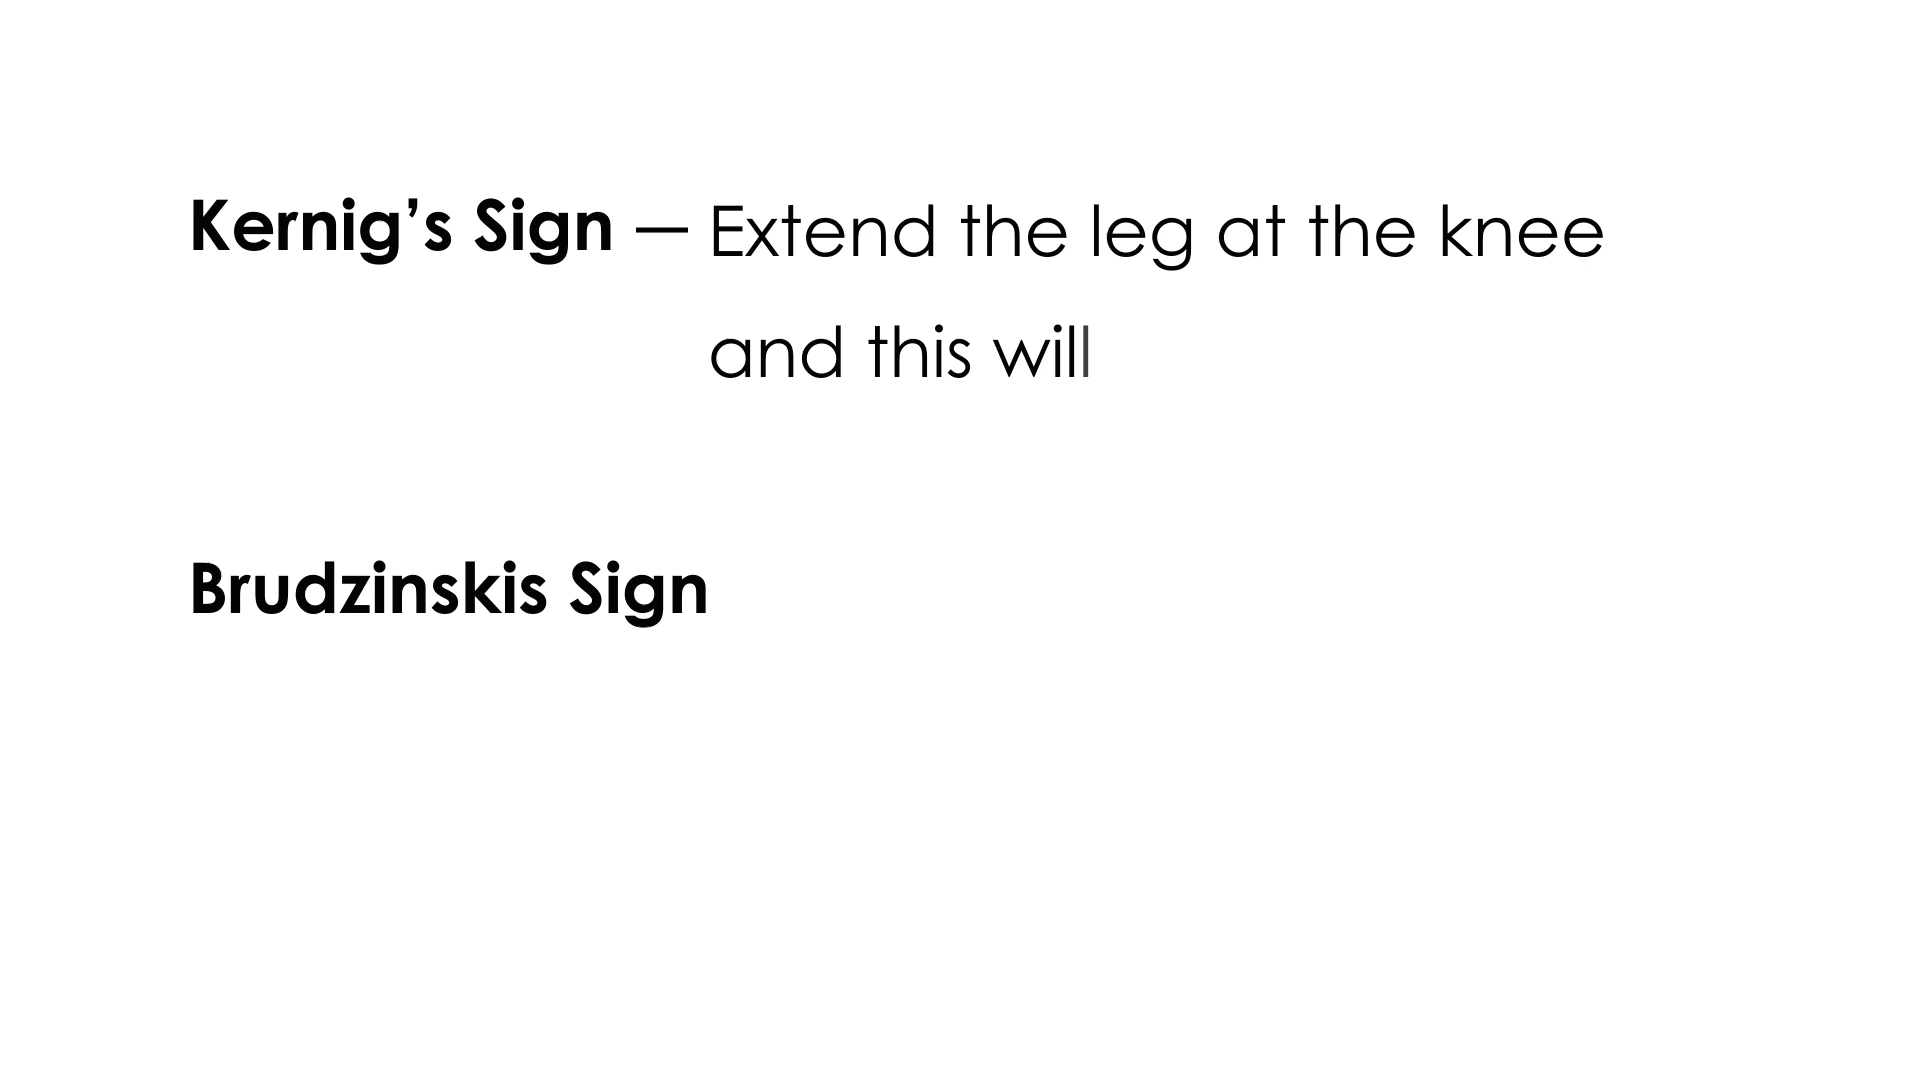 Kernig’s Sign – Extend the leg at the knee
and this will
Brudzinskis Sign